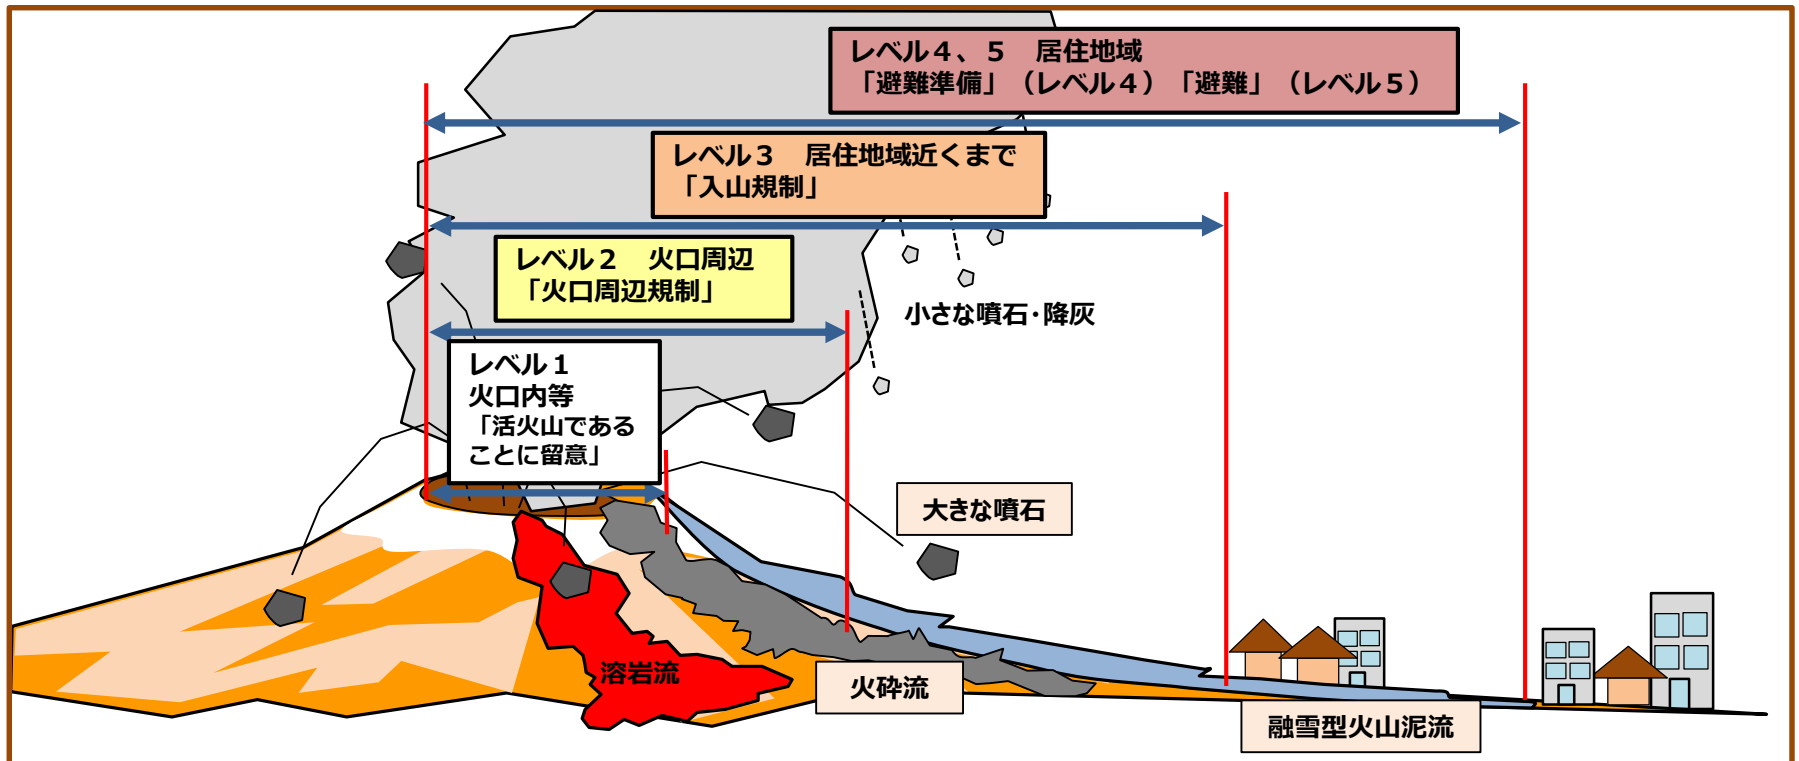 レベル４、５　居住地域
「避難準備」（レベル４）「避難」（レベル５）
レベル３　居住地域近くまで
「入山規制」
レベル２　火口周辺
「火口周辺規制」
小さな噴石・降灰
レベル１
火口内等
「活火山である
ことに留意」
大きな噴石
溶岩流
火砕流
融雪型火山泥流